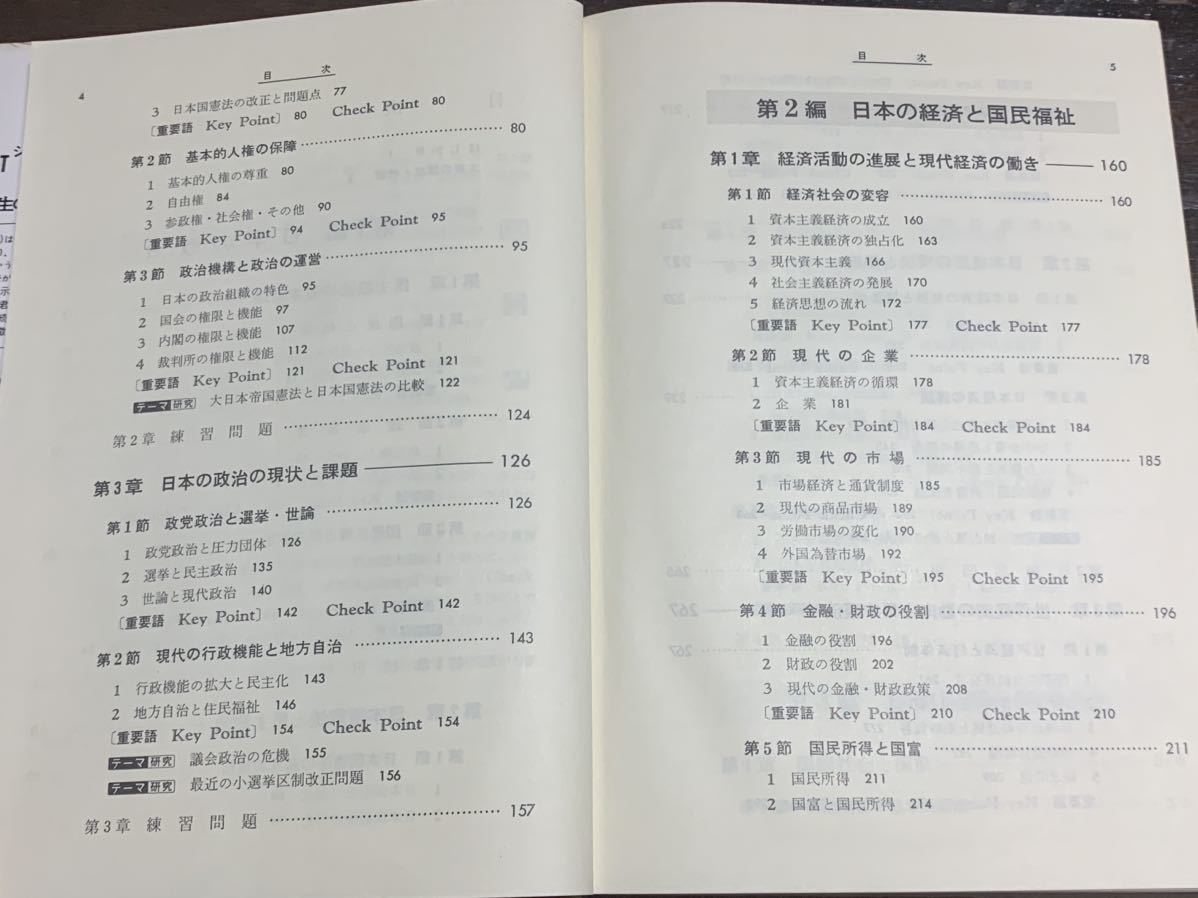 目次
4
3 日本国憲法の改正と問題点 77
〔重要語 Key Point〕 80 Check Point 80
第2節 基本的人権の保障 …… 80
1 基本的人権の尊重 80
2 自由権 84
3 参政権・社会権・その他 90
〔重要語 Key Point〕 94 Check Point 95
第3節 政治機構と政治の運営 …… 95
1 日本の政治組織の特色 95
2 国会の権限と機能 97
3 内閣の権限と機能 107
4 裁判所の権限と機能 112
〔重要語 Key Point〕 121 Check Point 121
テーマ研究 大日本帝国憲法と日本国憲法の比較 122
第2章練習問題 …… 124
第3章 日本の政治の現状と課題 —— 126
第1節 政党政治と選挙・世論 …… 126
1 政党政治と圧力団体 126
2 選挙と民主政治 135
3 世論と現代政治 140
〔重要語 Key Point〕 142 Check Point 142
第2節 現代の行政機能と地方自治 …… 143
1 行政機能の拡大と民主化 143
2 地方自治と住民福祉 146
〔重要語 Key Point〕 154 Check Point 154
テーマ研究 議会政治の危機 155
テーマ研究 最近の小選挙区制改正問題 156
第3章練習問題 …… 157
目次
5
第2編 日本の経済と国民福祉
第1章 経済活動の進展と現代経済の働き —— 160
第1節 経済社会の変容 …… 160
1 資本主義経済の成立 160
2 資本主義経済の独占化 163
3 現代資本主義 166
4 社会主義経済の発展 170
5 経済思想の流れ 172
〔重要語 Key Point〕 177 Check Point 177
第2節 現代の企業 …… 178
1 資本主義経済の循環 178
2 企業 181
〔重要語 Key Point〕 184 Check Point 184
第3節 現代の市場 …… 185
1 市場経済と通貨制度 185
2 現代の商品市場 189
3 労働市場の変化 190
4 外国為替市場 192
〔重要語 Key Point〕 195 Check Point 195
第4節 金融・財政の役割 …… 196
1 金融の役割 196
2 財政の役割 202
3 現代の金融・財政政策 208
〔重要語 Key Point〕 210 Check Point 210
第5節 国民所得と国富 …… 211
1 国民所得 211
2 国富と国民所得 214